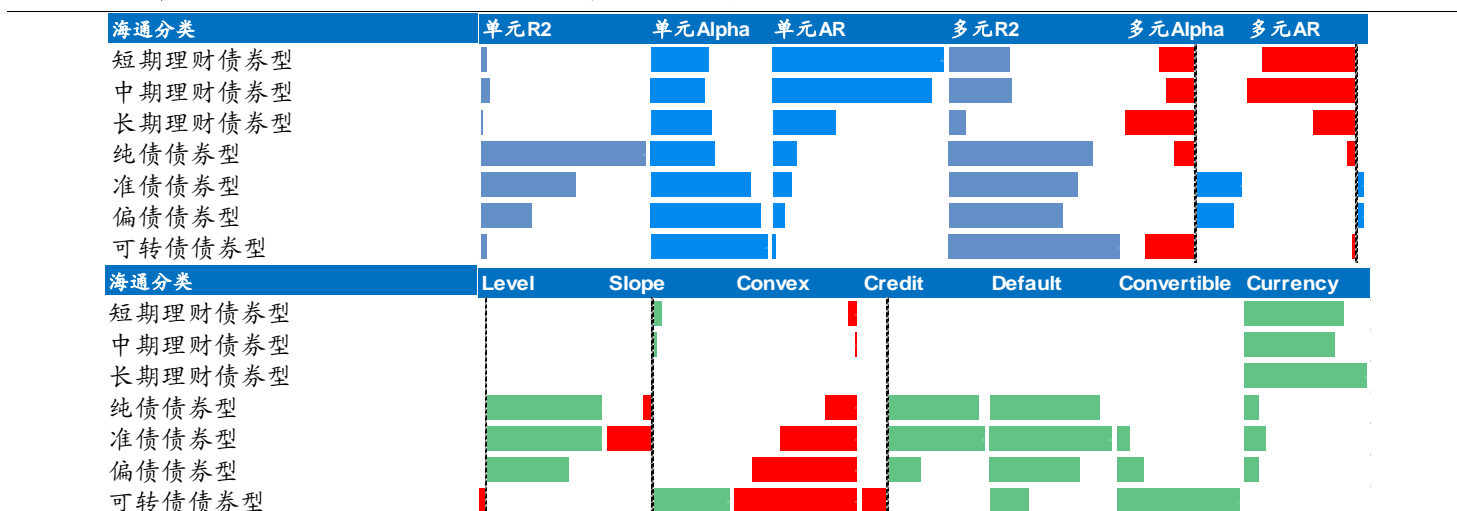 海通分类 单元R2 单元Alpha 单元AR 多元R2 多元Alpha 多元AR
短期理财债券型
中期理财债券型
长期理财债券型
纯债债券型
准债债券型
偏债债券型
可转债债券型
海通分类 Level Slope Convex Credit Default Convertible Currency
短期理财债券型
中期理财债券型
长期理财债券型
纯债债券型
准债债券型
偏债债券型
可转债债券型